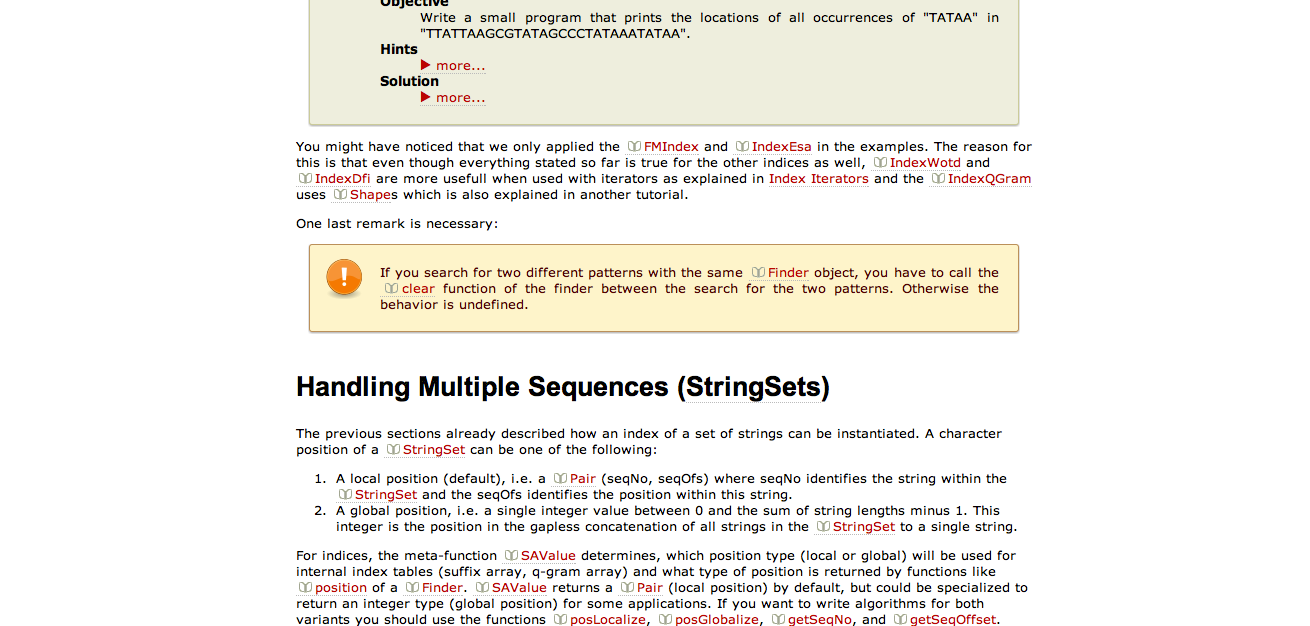 Objective
Write a small program that prints the locations of all occurrences of "TATAA" in
"TTATTAAGCGTATAGCCCTATAAATATAA".
Hints
▶ more...
Solution
▶ more...
You might have noticed that we only applied the FMIndex and IndexEsa in the examples. The reason for
this is that even though everything stated so far is true for the other indices as well, IndexWotd and
IndexDfi are more usefull when used with iterators as explained in Index Iterators and the IndexQGram
uses Shapes which is also explained in another tutorial.
One last remark is necessary:
If you search for two different patterns with the same Finder object, you have to call the
clear function of the finder between the search for the two patterns. Otherwise the
behavior is undefined.
Handling Multiple Sequences (StringSets)
The previous sections already described how an index of a set of strings can be instantiated. A character
position of a StringSet can be one of the following:
1. A local position (default), i.e. a Pair (seqNo, seqOfs) where seqNo identifies the string within the
StringSet and the seqOfs identifies the position within this string.
2. A global position, i.e. a single integer value between 0 and the sum of string lengths minus 1. This
integer is the position in the gapless concatenation of all strings in the StringSet to a single string.
For indices, the meta-function SAValue determines, which position type (local or global) will be used for
internal index tables (suffix array, q-gram array) and what type of position is returned by functions like
position of a Finder. SAValue returns a Pair (local position) by default, but could be specialized to
return an integer type (global position) for some applications. If you want to write algorithms for both
variants you should use the functions posLocalize, posGlobalize, getSeqNo, and getSeqOffset.